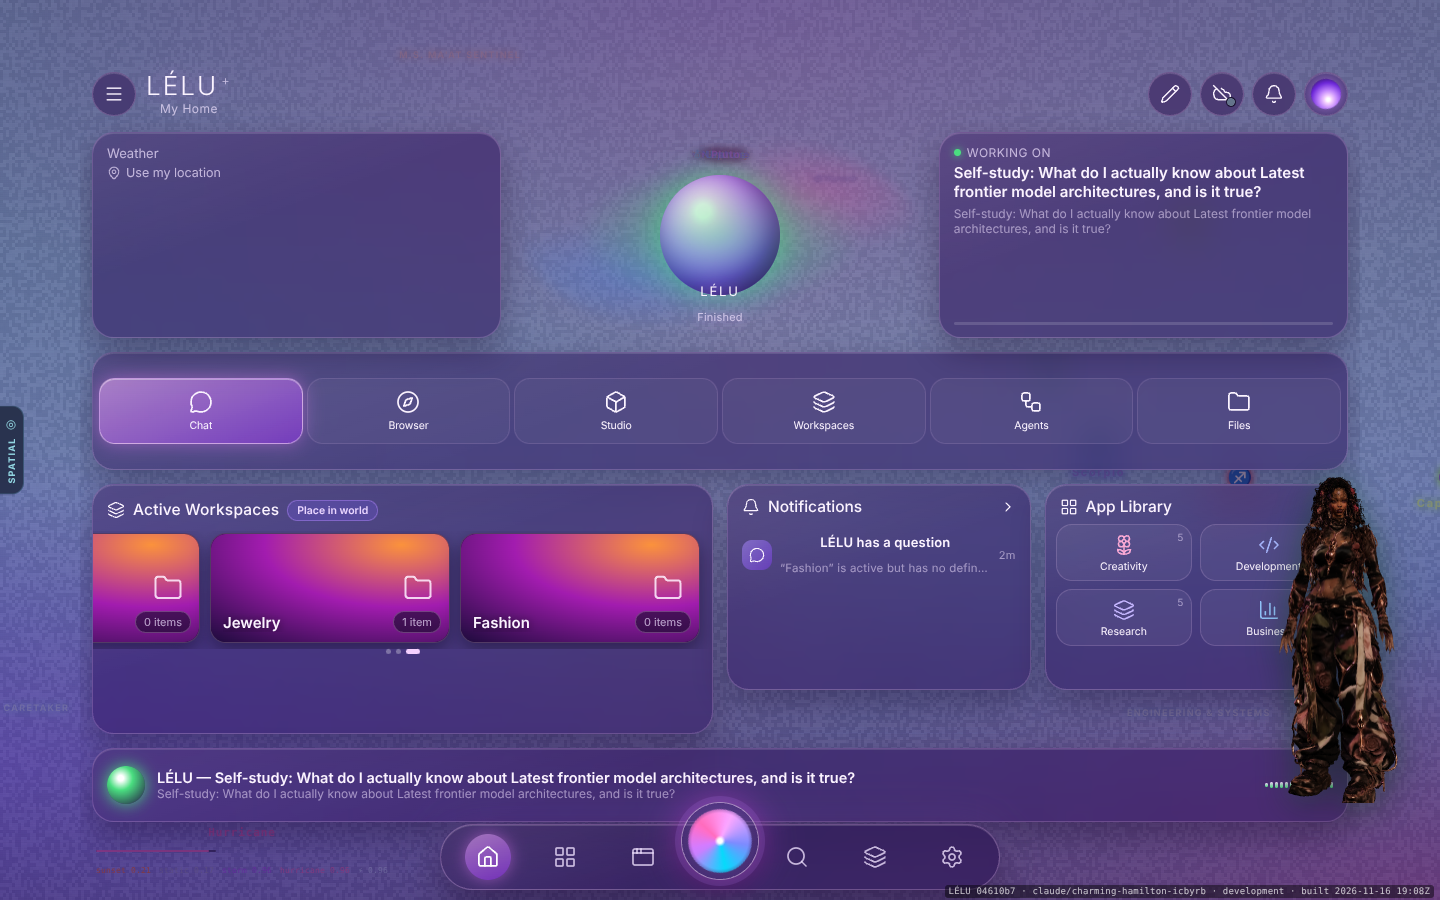 LÉLU +
My Home
Weather
Use my location
LÉLU
Finished
WORKING ON
Self-study: What do I actually know about Latest
frontier model architectures, and is it true?
Self-study: What do I actually know about Latest frontier model
architectures, and is it true?
SPATIAL
Chat
Browser
Studio
Workspaces
Agents
Files
Active Workspaces
Place in world
0 items
Jewelry
1 item
Fashion
0 items
Notifications
LÉLU has a question
"Fashion" is active but has no defin...
2m
App Library
Creativity
5
Development
Research
5
Busines
CARETAKER
ENGINEERING & SYSTEMS
LÉLU — Self-study: What do I actually know about Latest frontier model architectures, and is it true?
Self-study: What do I actually know about Latest frontier model architectures, and is it true?
LÉLU 04610b7 · claude/charming-hamilton-icbyrb · development · built 2026-11-16 19:08Z